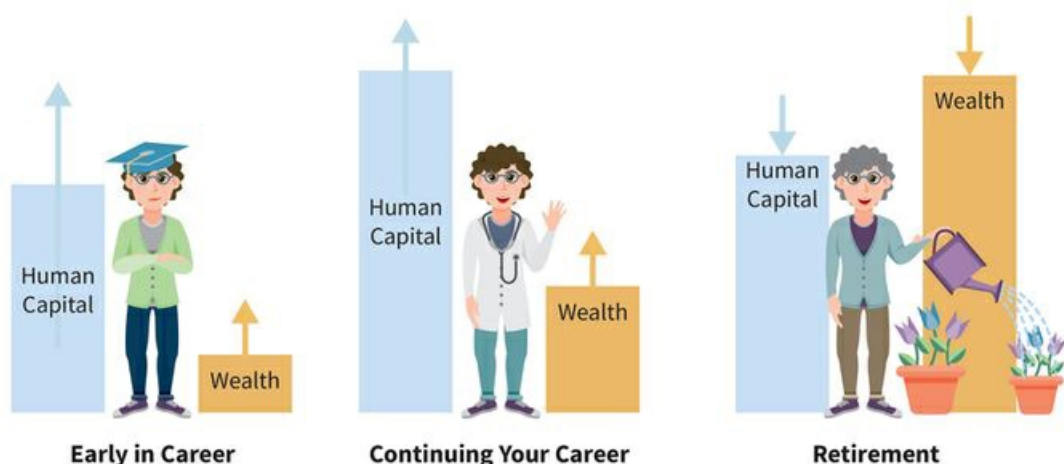 Human
Capital
Wealth
Early in Career
Human
Capital
Wealth
Continuing Your Career
Human
Capital
Wealth
Retirement